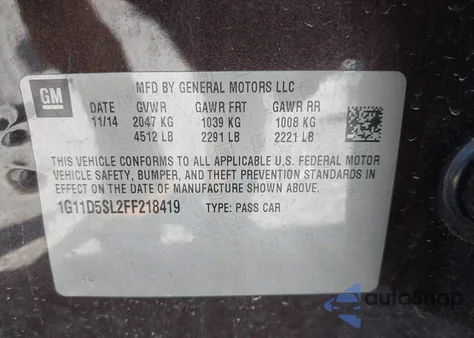 GM
MFD BY GENERAL MOTORS LLC
DATE GVWR GAWR FRT GAWR RR
11/14 2047 KG 1039 KG 1008 KG
4512 LB 2291 LB 2221 LB
THIS VEHICLE CONFORMS TO ALL APPLICABLE U.S. FEDERAL MOTOR
VEHICLE SAFETY, BUMPER, AND THEFT PREVENTION STANDARDS
IN EFFECT ON THE DATE OF MANUFACTURE SHOWN ABOVE.
1G11D5SL2FF218419 TYPE: PASS CAR
autoSnap